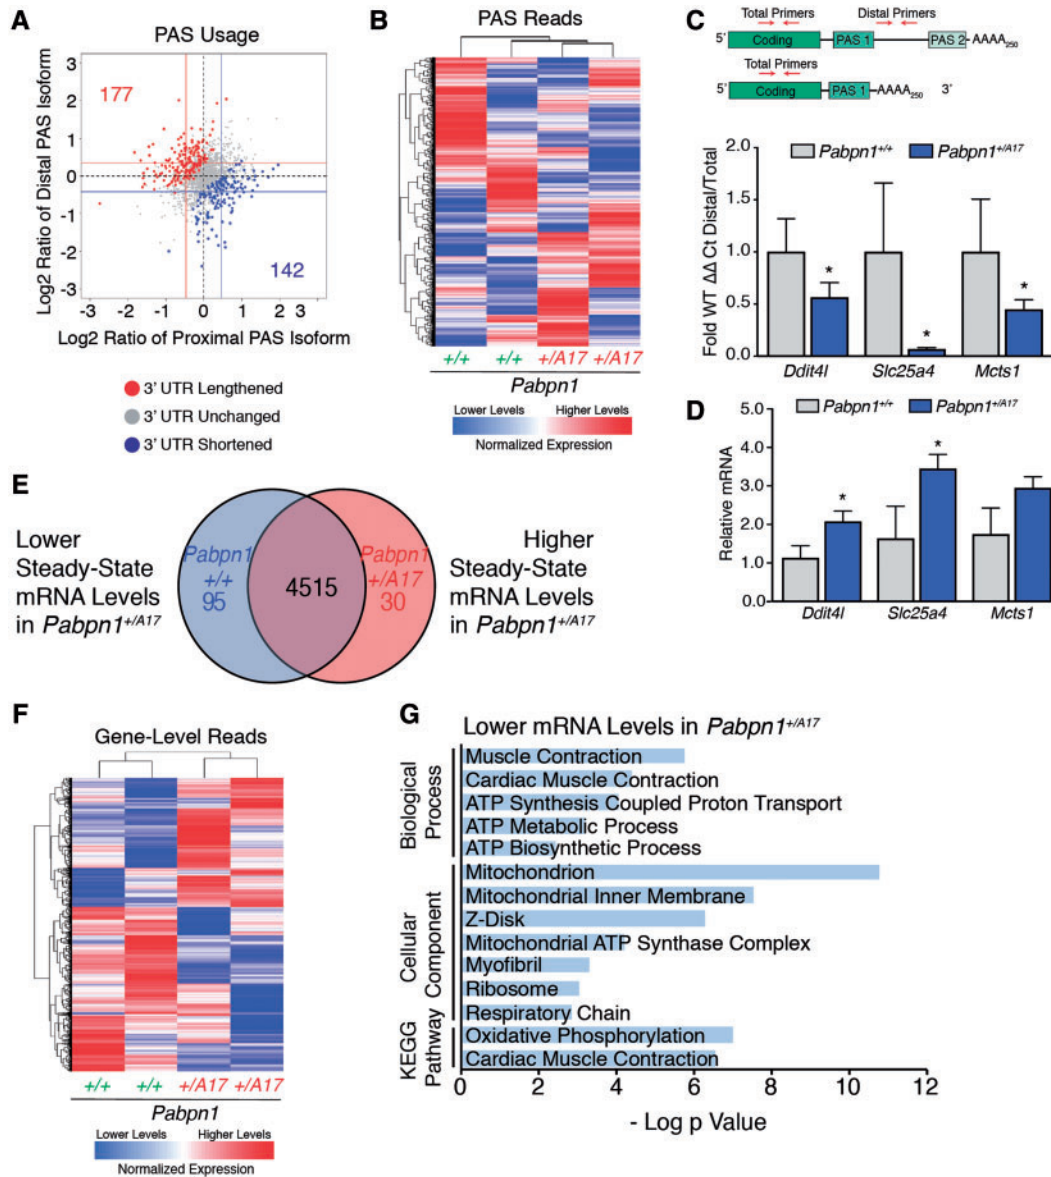 A
PAS Usage
Log2 Ratio of Distal PAS Isoform
3
2
1
0
-1
-2
-3
177
142
-3 -2 -1 0 1 2 3
Log2 Ratio of Proximal PAS Isoform
3' UTR Lengthened
3' UTR Unchanged
3' UTR Shortened
B
PAS Reads
+/+ +/+ +/A17 +/A17
Pabpn1
Lower Levels Higher Levels
Normalized Expression
C
Total Primers Distal Primers
5' Coding PAS 1 PAS 2 AAAA250
Total Primers
5' Coding PAS 1 AAAA250 3'
Fold WT ΔΔ Ct Distal/Total
Pabpn1+/+ Pabpn1+/A17
2.0
1.5
1.0
0.5
0.0
* * *
Ddit4l Slc25a4 Mcts1
D
Relative mRNA
Pabpn1+/+ Pabpn1+/A17
5.0
4.0
3.0
2.0
1.0
0.0
* *
Ddit4l Slc25a4 Mcts1
E
Lower
Steady-State
mRNA Levels
in Pabpn1+/A17
Pabpn1
+/+
95
4515
Pabpn1
+/A17
30
Higher
Steady-State
mRNA Levels
in Pabpn1+/A17
F
Gene-Level Reads
+/+ +/+ +/A17 +/A17
Pabpn1
Lower Levels Higher Levels
Normalized Expression
G
Lower mRNA Levels in Pabpn1+/A17
Biological
Process
Muscle Contraction
Cardiac Muscle Contraction
ATP Synthesis Coupled Proton Transport
ATP Metabolic Process
ATP Biosynthetic Process
Cellular
Component
Mitochondrion
Mitochondrial Inner Membrane
Z-Disk
Mitochondrial ATP Synthase Complex
Myofibril
Ribosome
Respiratory Chain
KEGG
Pathway
Oxidative Phosphorylation
Cardiac Muscle Contraction
0 2 4 6 8 10 12
- Log p Value